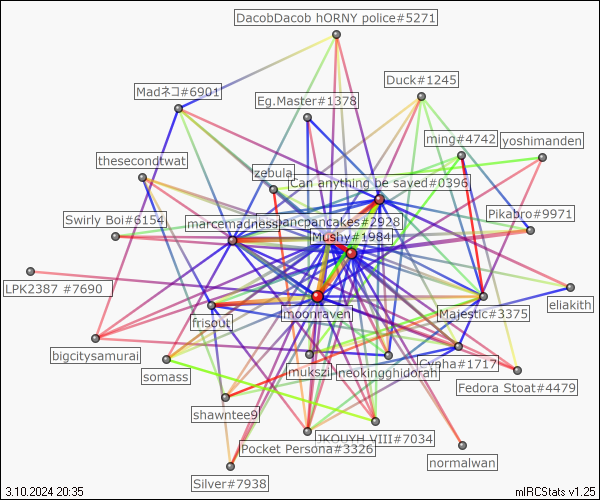 DacobDacob hORNY police#5271
Duck#1245
Madネコ#6901
Eg.Master#1378
ming#4742
yoshimanden
thesecondtwat
zebula
Can anything be saved#0396
Swirly Boi#6154
marcemadness
pancpancakes#2928
Pikabro#9971
Mushy#1984
LPK2387 #7690
eliakith
moonraven
Majestic#3375
frisout
bigcitysamurai
somass
mukszi
neokingghidorah
#1717
Fedora Stoat#4479
shawntee9
JKOUYH VIII#7034
Pocket Persona#3326
normalwan
Silver#7938
3.10.2024 20:35
mIRCStats v1.25